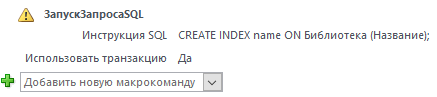 ЗапускЗапросаSQL
Инструкция SQL CREATE INDEX name ON Библиотека (Название);
Использовать транзакцию Да
Добавить новую макрокоманду